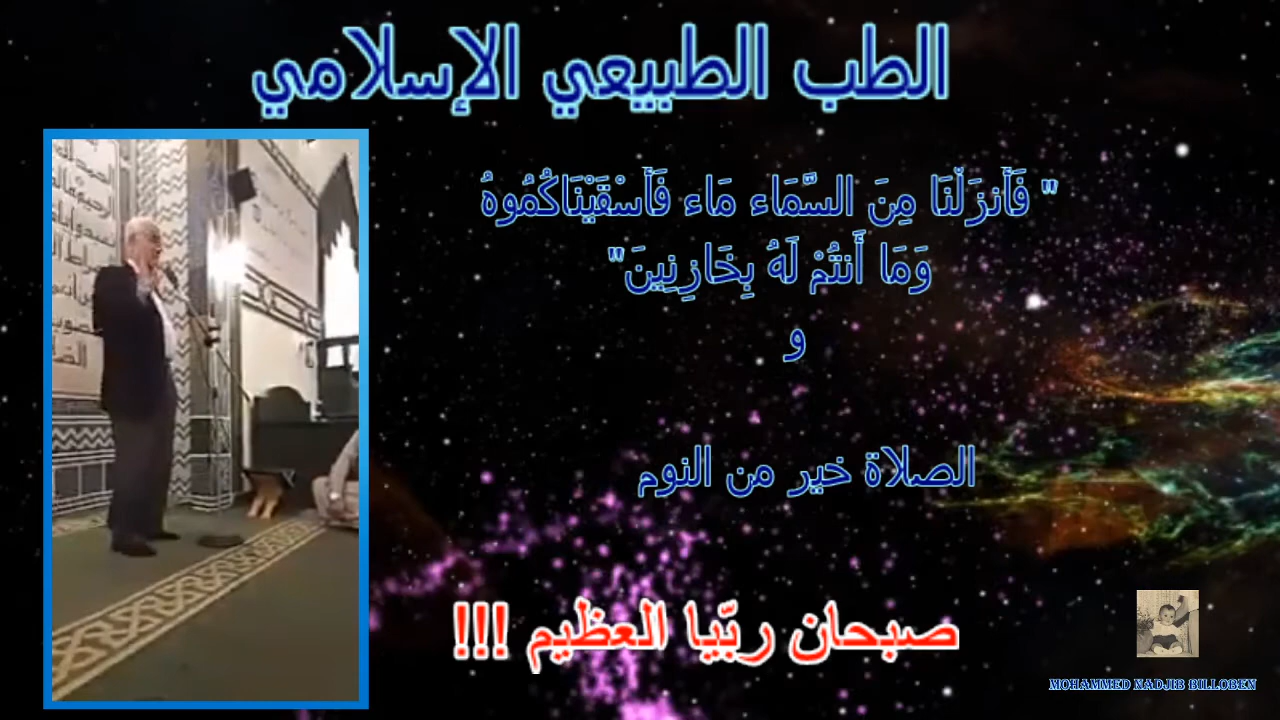 الطب الطبيعي الإسلامي
" فَأَنزَلْنَا مِنَ السَّمَاء مَاء فَأَسْقَيْنَاكُمُوهُ
وَمَا أَنتُمْ لَهُ بِخَازِنِينَ"
و
الصلاة خير من النوم
صبحان ربّيا العظيم !!!
MOHAMMED NADJIB BILLOBEN